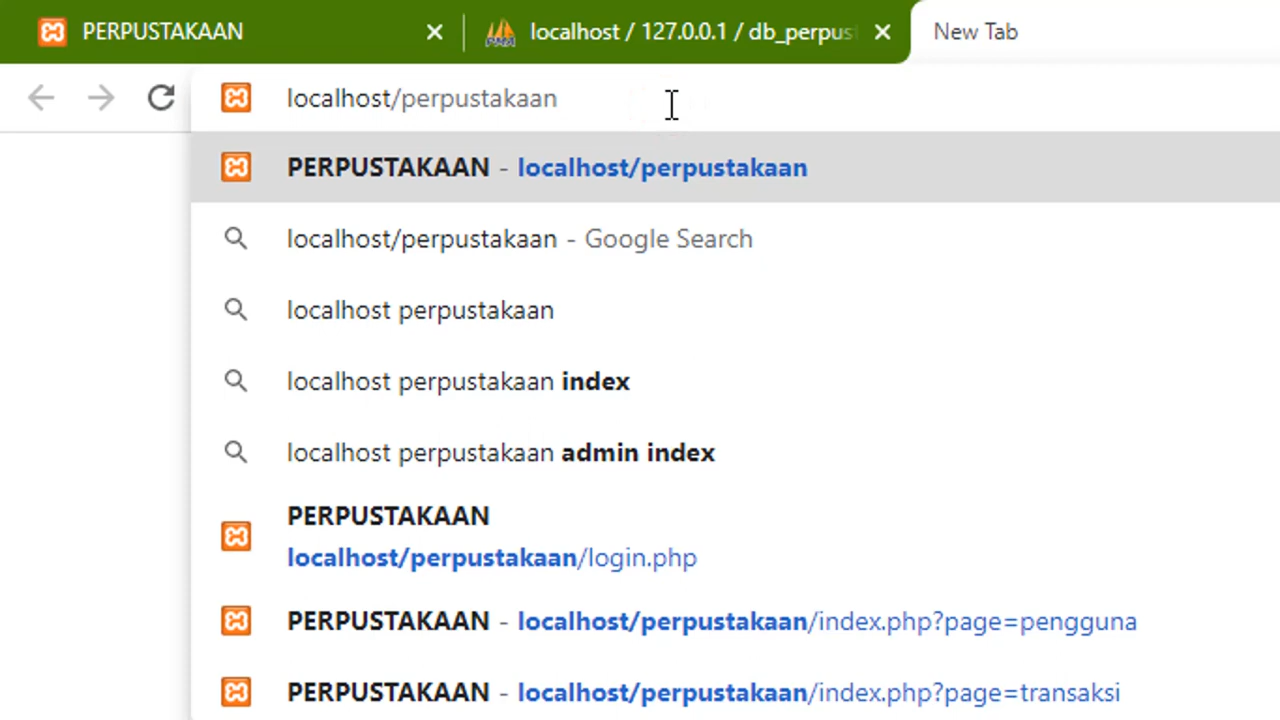 PERPUSTAKAAN
localhost / 127.0.0.1 / db_perpust
New Tab
localhost/perpustakaan
PERPUSTAKAAN - localhost/perpustakaan
localhost/perpustakaan - Google Search
localhost perpustakaan
localhost perpustakaan index
localhost perpustakaan admin index
PERPUSTAKAAN
localhost/perpustakaan/login.php
PERPUSTAKAAN - localhost/perpustakaan/index.php?page=pengguna
PERPUSTAKAAN - localhost/perpustakaan/index.php?page=transaksi